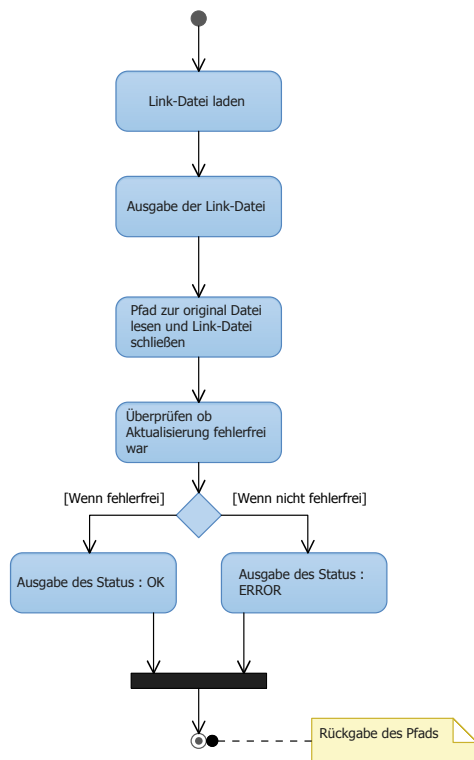 Link-Datei laden
Ausgabe der Link-Datei
Pfad zur original Datei
lesen und Link-Datei
schließen
Überprüfen ob
Aktualisierung fehlerfrei
war
[Wenn fehlerfrei]
[Wenn nicht fehlerfrei]
Ausgabe des Status : OK
Ausgabe des Status :
ERROR
Rückgabe des Pfads